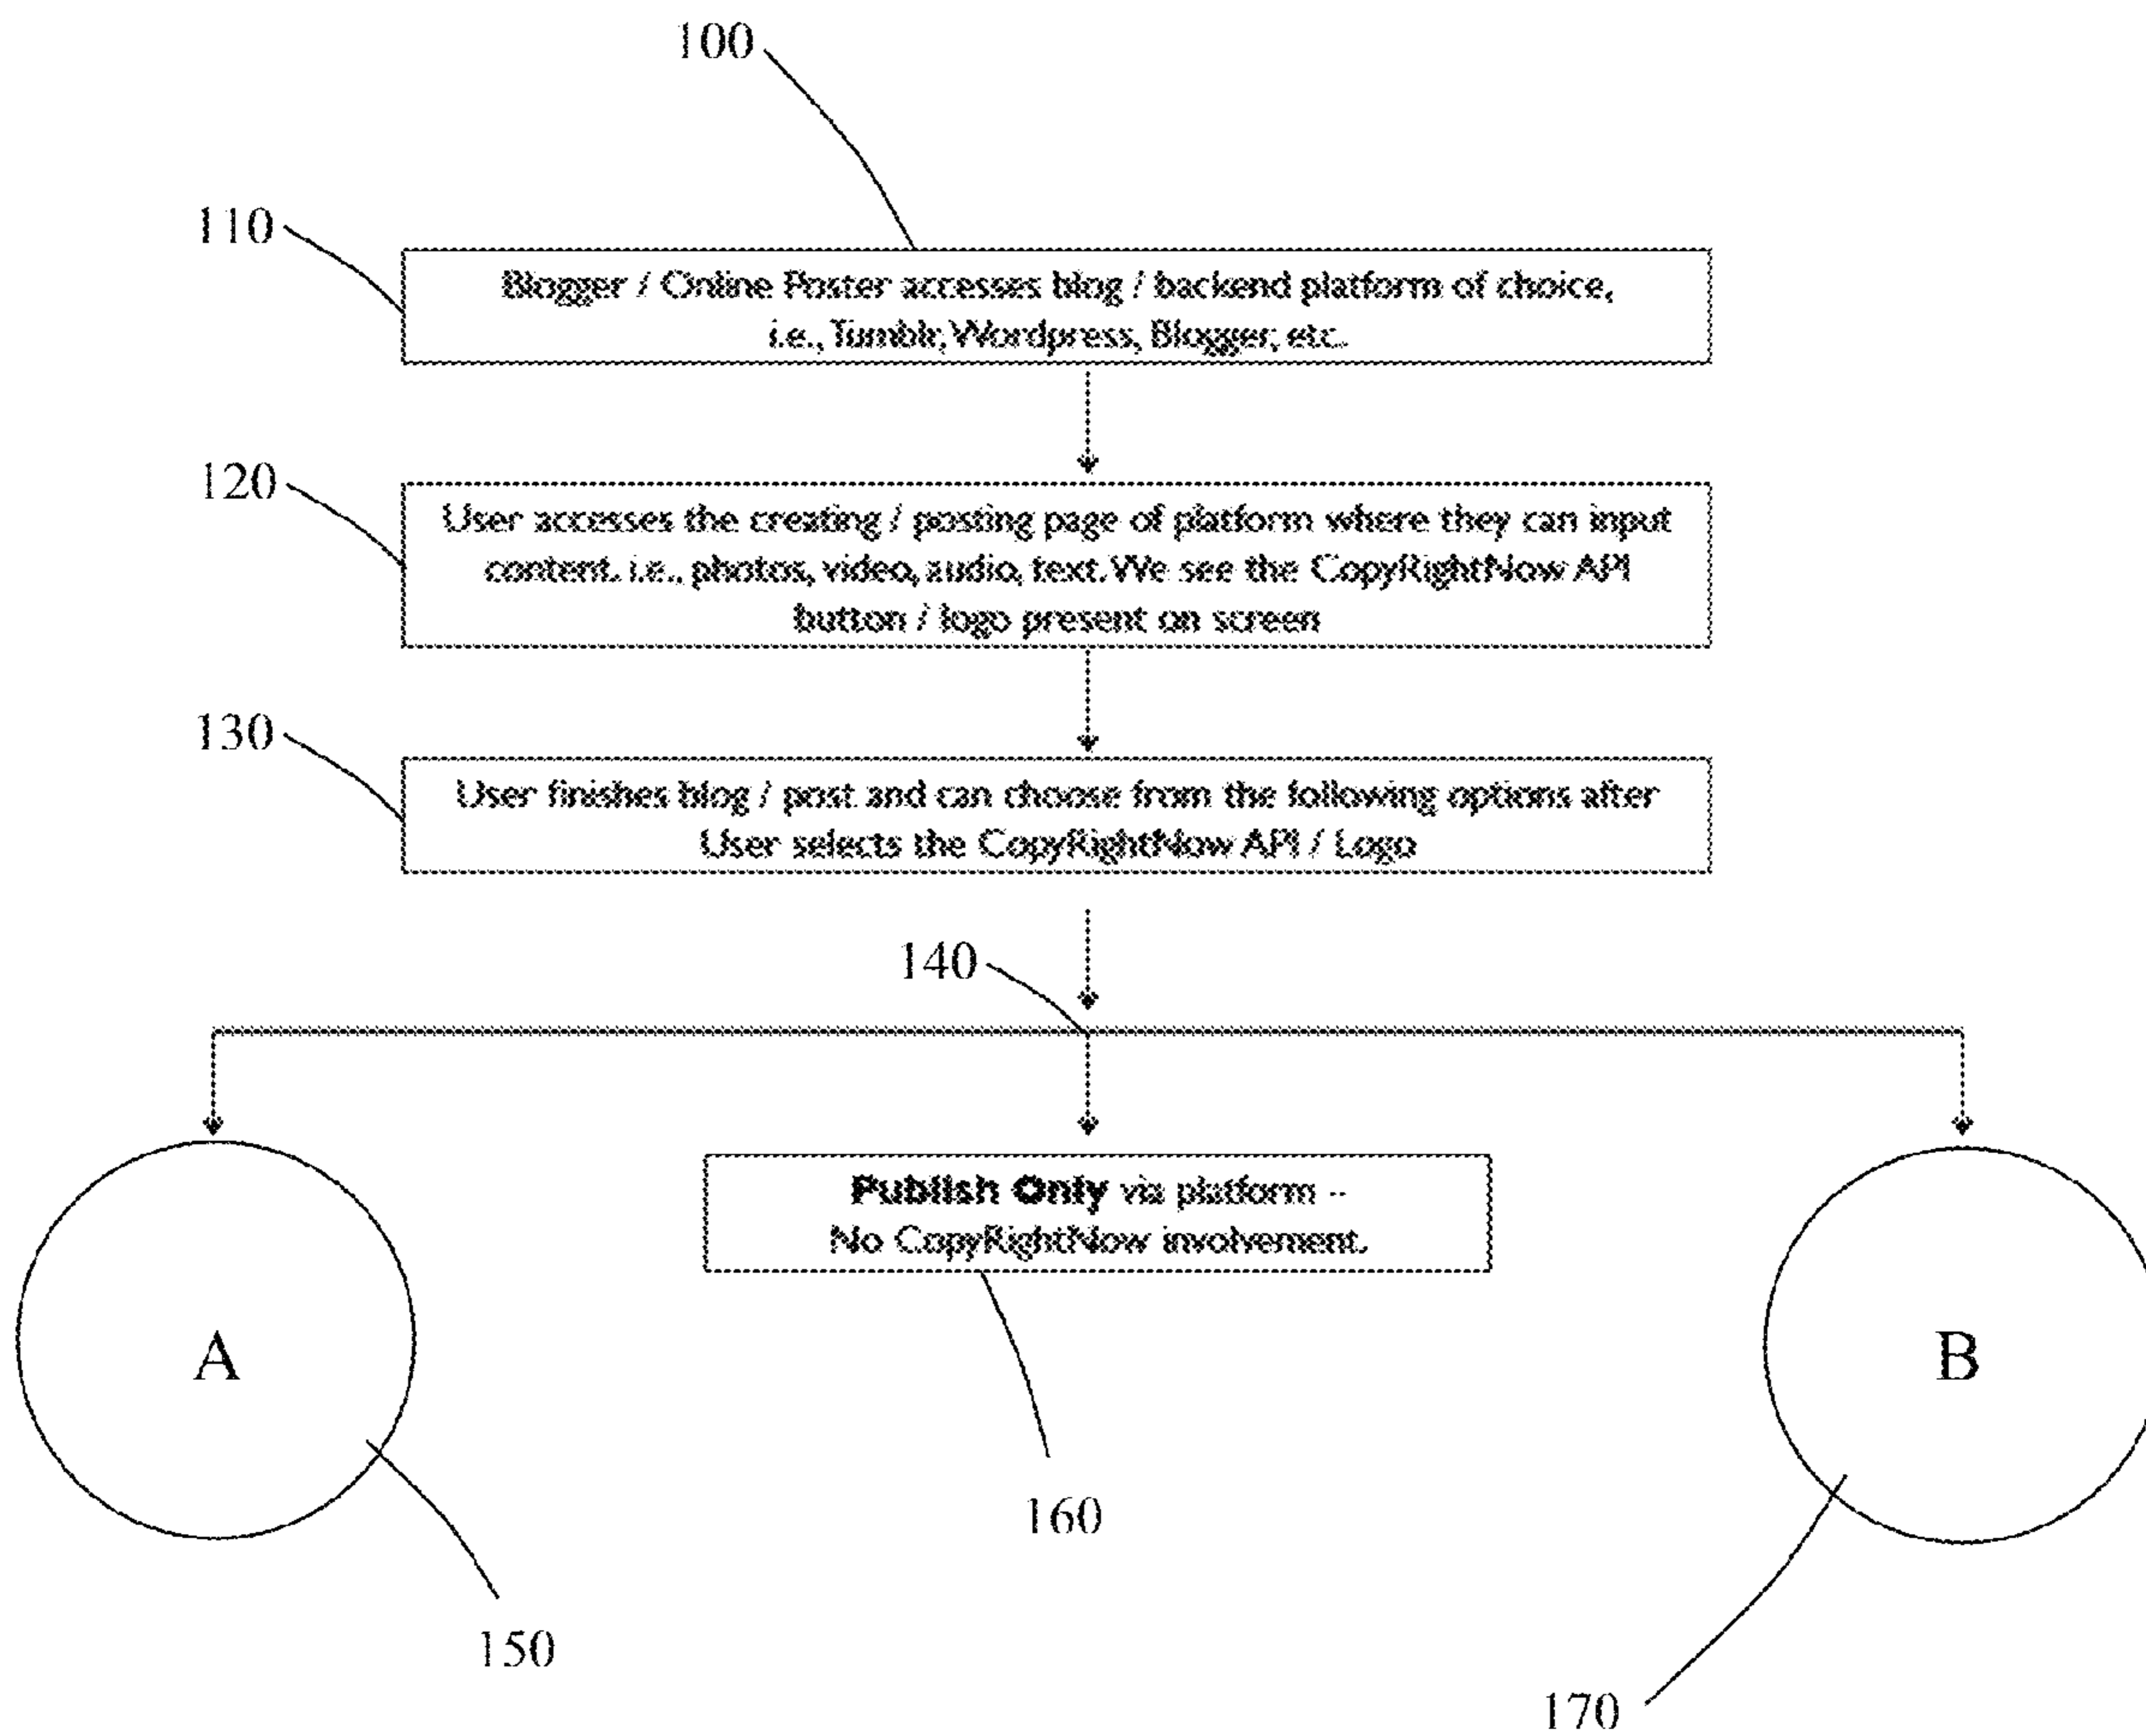 100
110
Blogger / Online Poster accesses blog / backend platform of choice,
i.e., Tumblr, Wordpress, Blogger, etc.
120
User accesses the creating / posting page of platform where they can input
content. i.e., photos, video, audio, text. We see the CopyRightNow API
button / logo present on screen
130
User finishes blog / post and can choose from the following options after
User selects the CopyRightNow API / Logo
140
A
Publish Only via platform --
No CopyRightNow involvement.
B
150
160
170